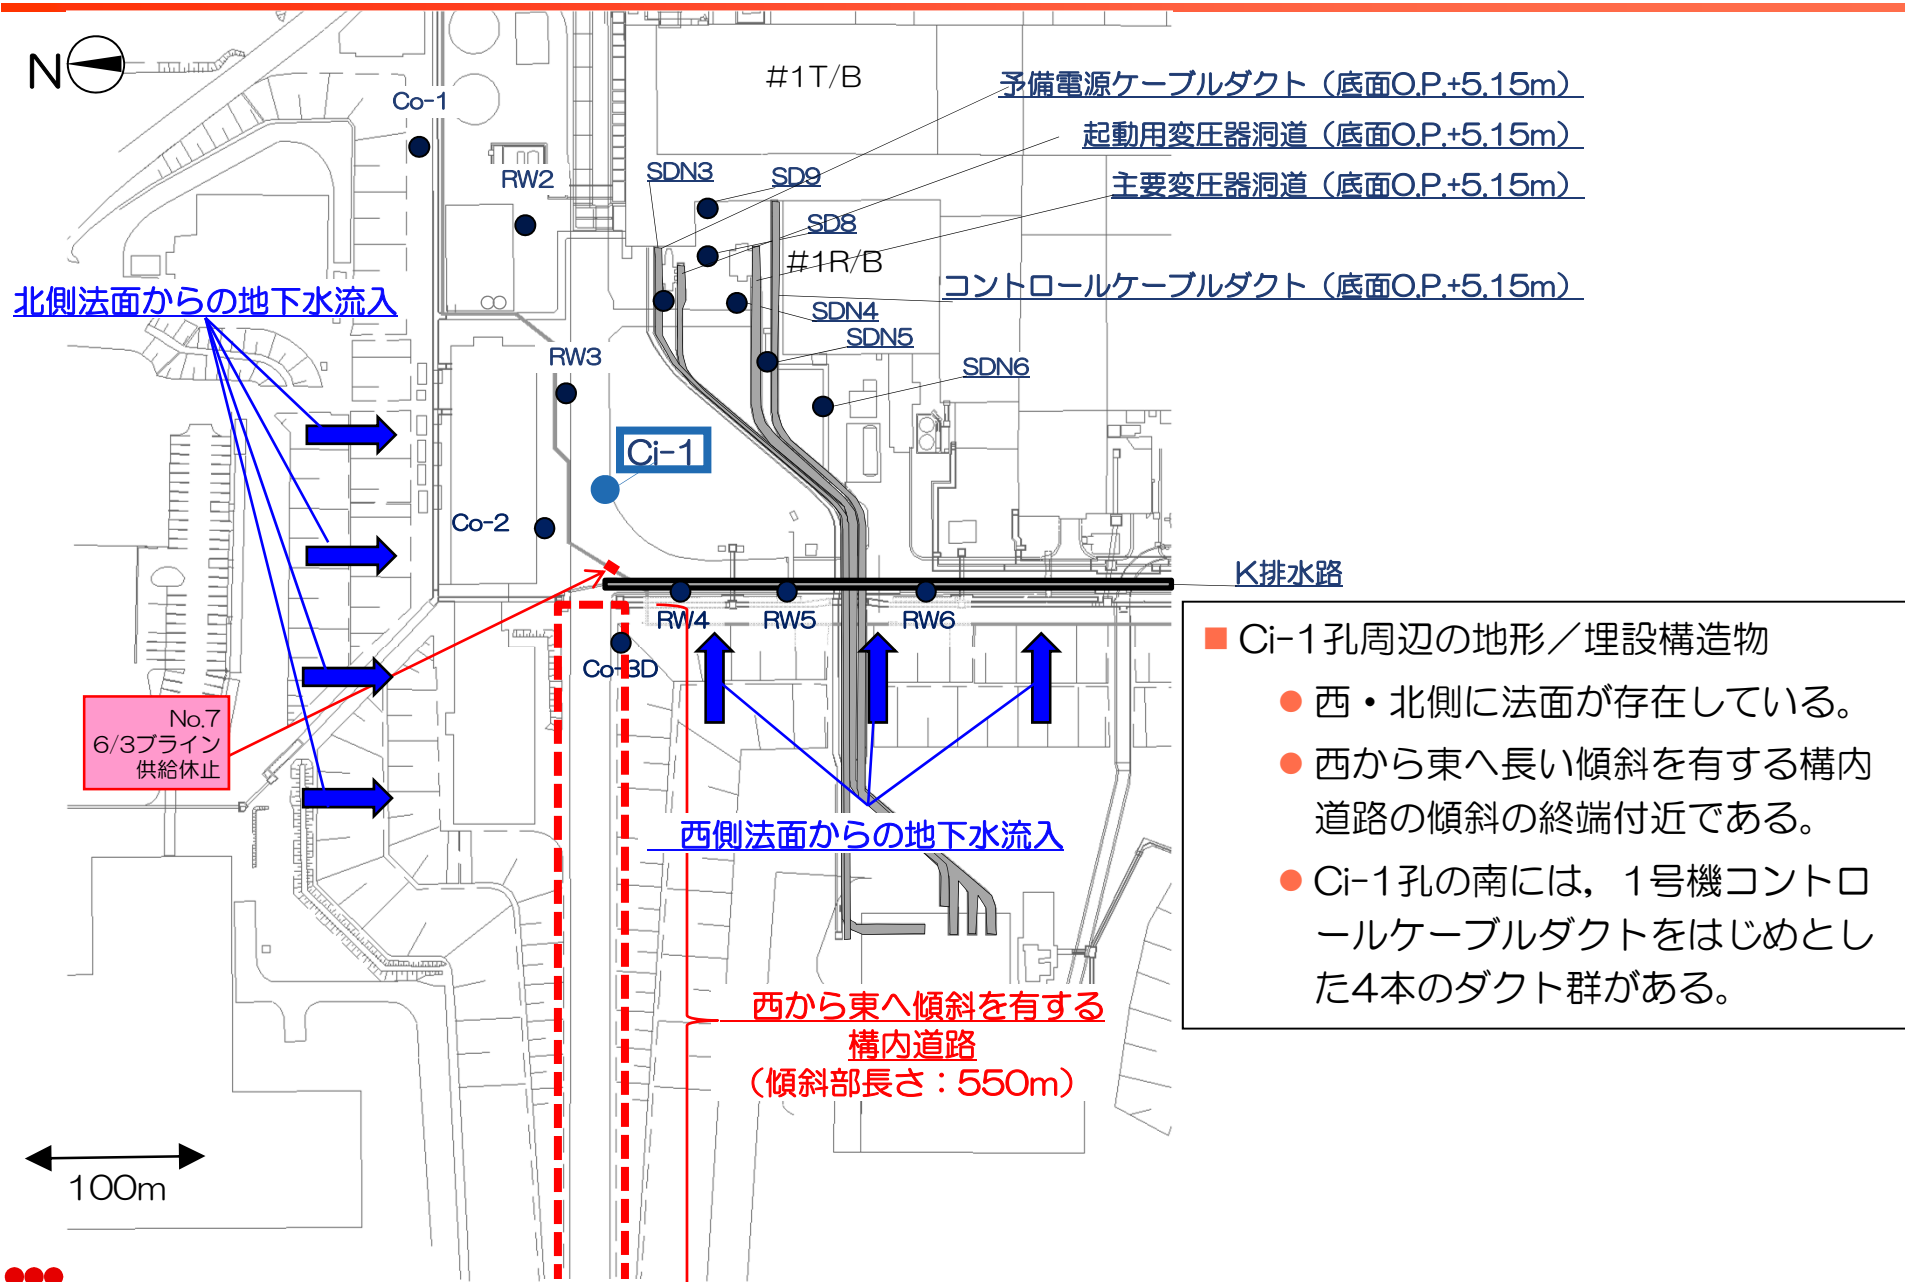 N
#1T/B
予備電源ケーブルダクト（底面O.P.+5.15m）
Co-1
起動用変圧器洞道（底面O.P.+5.15m）
RW2
SDN3
SD9
主要変圧器洞道（底面O.P.+5.15m）
SD8
#1R/B
コントロールケーブルダクト（底面O.P.+5.15m）
北側法面からの地下水流入
SDN4
SDN5
RW3
SDN6
Ci-1
Co-2
K排水路
RW4
RW5
RW6
Co-3D
No.7
6/3ブライン
供給休止
西側法面からの地下水流入
西から東へ傾斜を有する
構内道路
（傾斜部長さ：550m）
100m
■ Ci-1孔周辺の地形／埋設構造物
● 西・北側に法面が存在している。
● 西から東へ長い傾斜を有する構内
道路の傾斜の終端付近である。
● Ci-1孔の南には，1号機コントロ
ールケーブルダクトをはじめとし
た4本のダクト群がある。